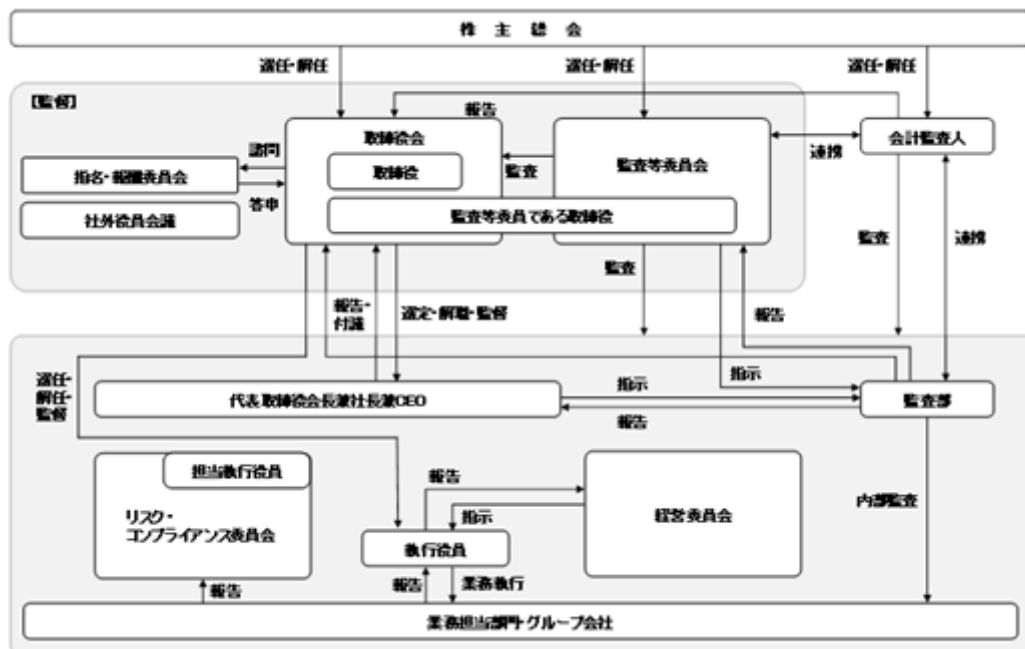 株主総会
選任・解任
選任・解任
選任・解任
【監督】
報告
取締役会
監査等委員会
会計監査人
諮問
取締役
監査
連携
指名・報酬委員会
答申
社外役員会議
監査等委員である取締役
監査
監査
連携
報告・
付議
選定・解職・監督
報告
選任・
解任・
監督
指示
指示
代表取締役会長兼社長兼CEO
監査部
報告
担当執行役員
報告
内部監査
リスク・
コンプライアンス委員会
指示
経営委員会
執行役員
報告
報告
業務執行
業務担当部門・グループ会社